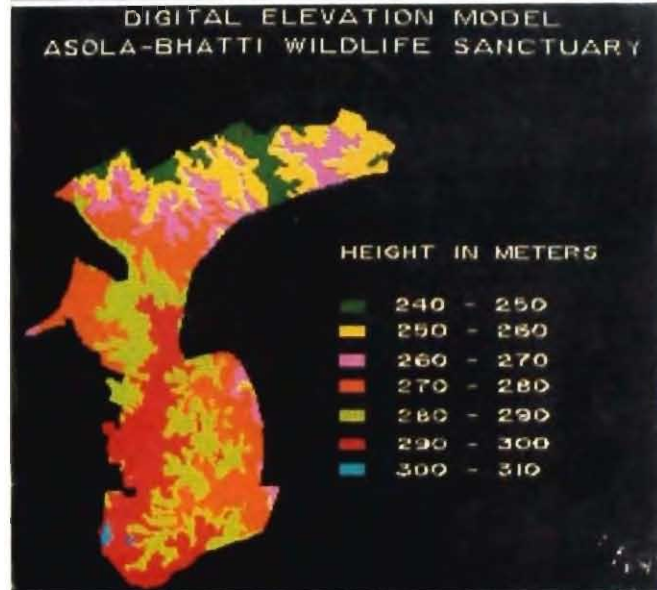 DIGITAL ELEVATION MODEL
ASOLA-BHATTI WILDLIFE SANCTUARY
HEIGHT IN METERS
240 - 250
250 - 260
260 - 270
270 - 280
280 - 290
290 - 300
300 - 310